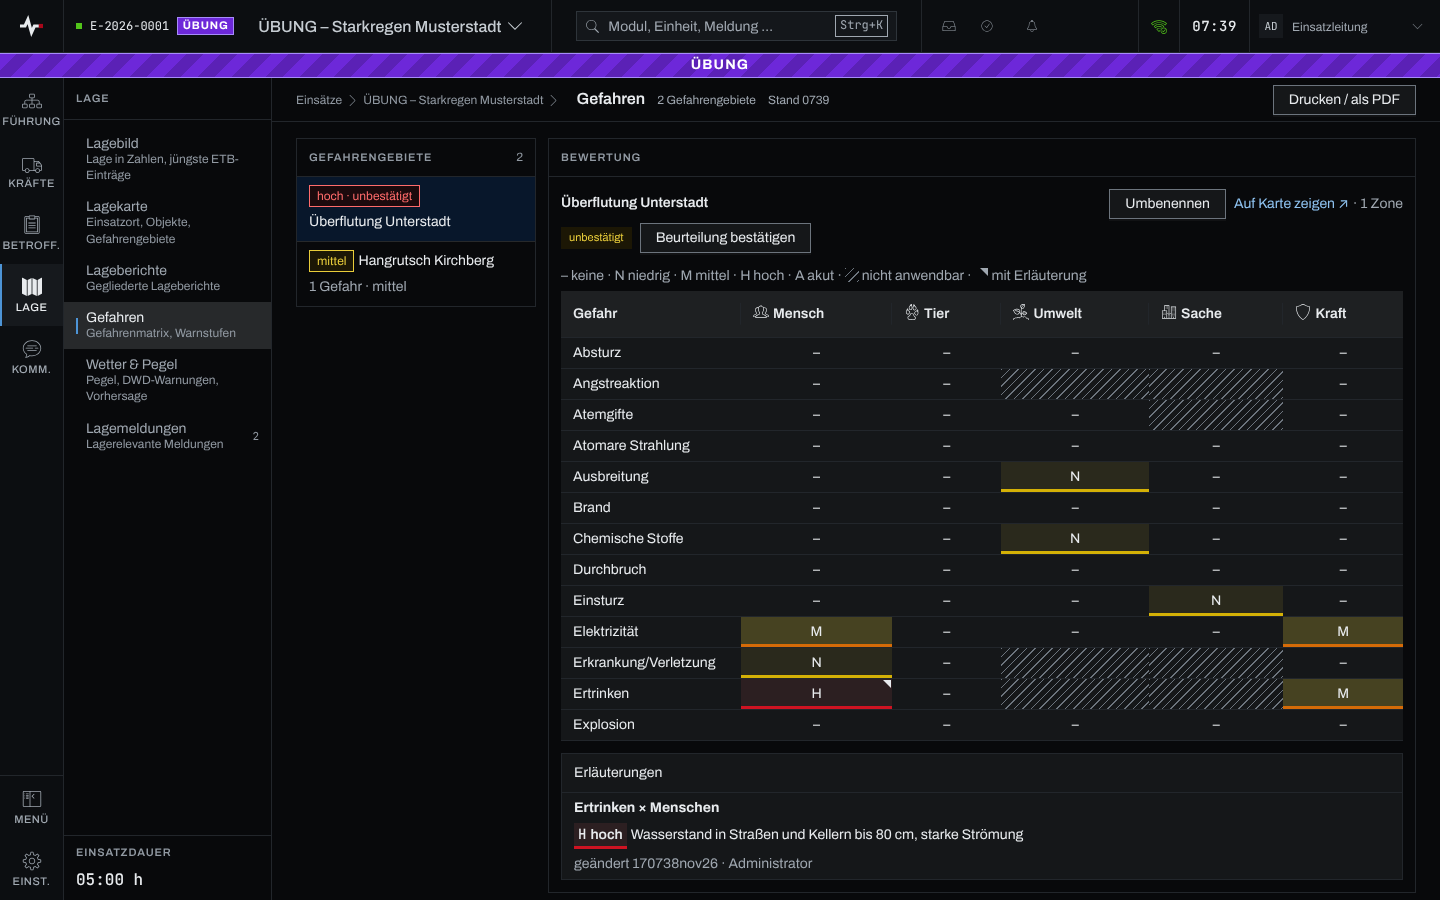 E-2026-0001 ÜBUNG ÜBUNG – Starkregen Musterstadt
Modul, Einheit, Meldung ... Strg+K
07:39 AD Einsatzleitung
ÜBUNG
FÜHRUNG
KRÄFTE
BETROFF.
LAGE
KOMM.
MENÜ
EINST.
LAGE
Lagebild
Lage in Zahlen, jüngste ETB-
Einträge
Lagekarte
Einsatzort, Objekte,
Gefahrengebiete
Lageberichte
Gegliederte Lageberichte
Gefahren
Gefahrenmatrix, Warnstufen
Wetter & Pegel
Pegel, DWD-Warnungen,
Vorhersage
Lagemeldungen
Lagerelevante Meldungen 2
EINSATZDAUER
05:00 h
Einsätze ÜBUNG – Starkregen Musterstadt Gefahren 2 Gefahrengebiete Stand 0739
Drucken / als PDF
GEFAHRENGEBIETE 2
hoch · unbestätigt
Überflutung Unterstadt
mittel Hangrutsch Kirchberg
1 Gefahr · mittel
BEWERTUNG
Überflutung Unterstadt
Umbenennen Auf Karte zeigen ↗ · 1 Zone
unbestätigt Beurteilung bestätigen
– keine · N niedrig · M mittel · H hoch · A akut · nicht anwendbar · mit Erläuterung
Gefahr Mensch Tier Umwelt Sache Kraft
Absturz – – – – –
Angstreaktion – – –
Atemgifte – – – –
Atomare Strahlung – – – – –
Ausbreitung – – N – –
Brand – – – – –
Chemische Stoffe – – N – –
Durchbruch – – – – –
Einsturz – – – N –
Elektrizität M – – – M
Erkrankung/Verletzung N – –
Ertrinken H – M
Explosion – – – – –
Erläuterungen
Ertrinken × Menschen
H hoch Wasserstand in Straßen und Kellern bis 80 cm, starke Strömung
geändert 170738nov26 · Administrator